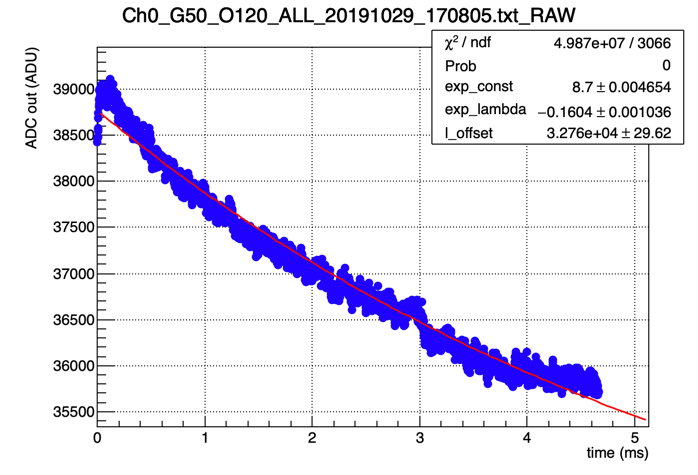 Ch0_G50_O120_ALL_20191029_170805.txt_RAW
χ² / ndf 4.987e+07 / 3066
Prob 0
exp_const 8.7 ± 0.004654
exp_lambda −0.1604 ± 0.001036
l_offset 3.276e+04 ± 29.62
ADC out (ADU)
39000
38500
38000
37500
37000
36500
36000
35500
0 1 2 3 4 5
time (ms)